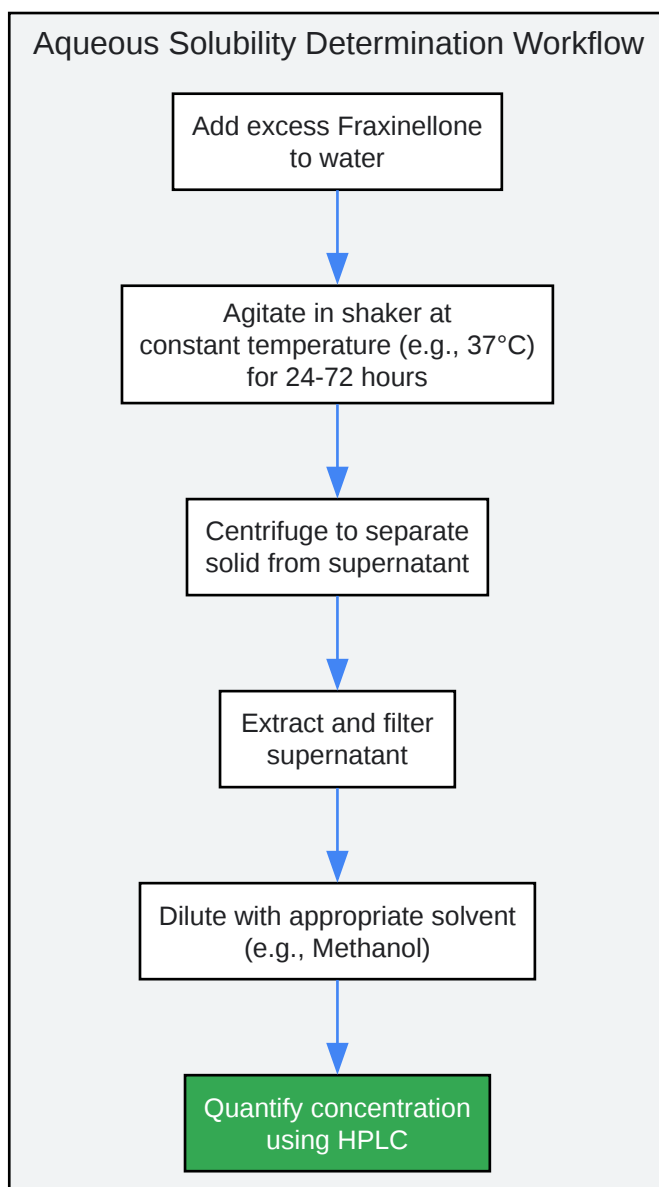 Aqueous Solubility Determination Workflow
Add excess Fraxinellone
to water
Agitate in shaker at
constant temperature (e.g., 37°C)
for 24-72 hours
Centrifuge to separate
solid from supernatant
Extract and filter
supernatant
Dilute with appropriate solvent
(e.g., Methanol)
Quantify concentration
using HPLC